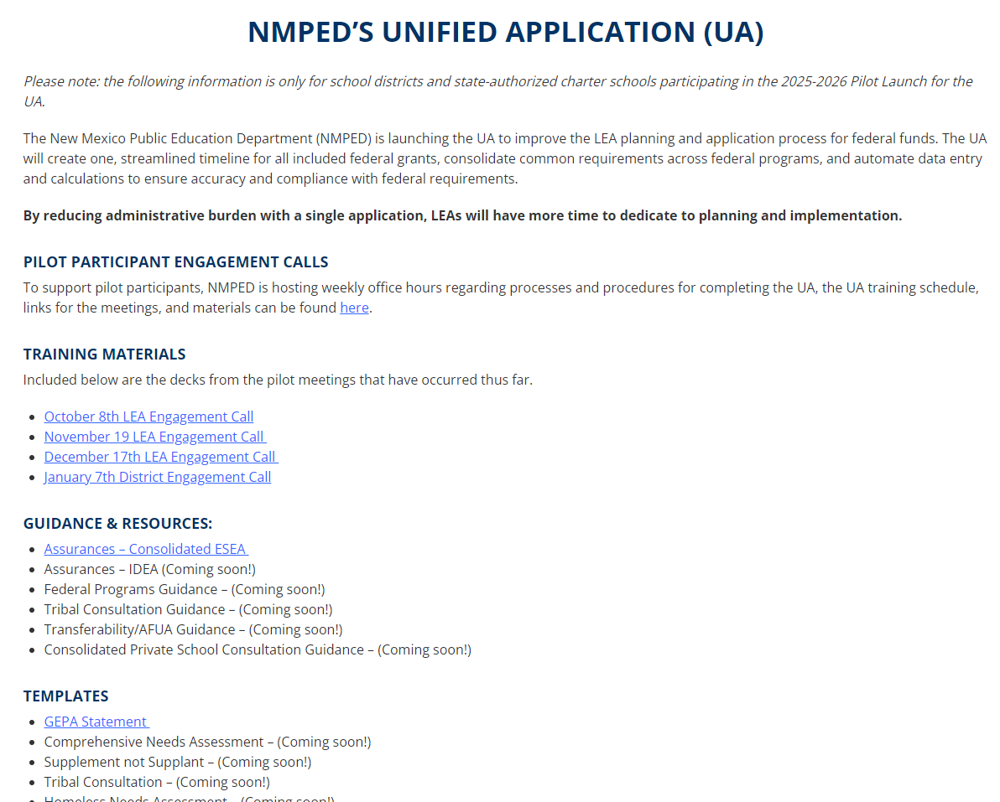 NMPED’S UNIFIED APPLICATION (UA)
Please note: the following information is only for school districts and state-authorized charter schools participating in the 2025-2026 Pilot Launch for the
UA.
The New Mexico Public Education Department (NMPED) is launching the UA to improve the LEA planning and application process for federal funds. The UA
will create one, streamlined timeline for all included federal grants, consolidate common requirements across federal programs, and automate data entry
and calculations to ensure accuracy and compliance with federal requirements.
By reducing administrative burden with a single application, LEAs will have more time to dedicate to planning and implementation.
PILOT PARTICIPANT ENGAGEMENT CALLS
To support pilot participants, NMPED is hosting weekly office hours regarding processes and procedures for completing the UA, the UA training schedule,
links for the meetings, and materials can be found here.
TRAINING MATERIALS
Included below are the decks from the pilot meetings that have occurred thus far.
• October 8th LEA Engagement Call
• November 19 LEA Engagement Call
• December 17th LEA Engagement Call
• January 7th District Engagement Call
GUIDANCE & RESOURCES:
• Assurances – Consolidated ESEA
• Assurances – IDEA (Coming soon!)
• Federal Programs Guidance – (Coming soon!)
• Tribal Consultation Guidance – (Coming soon!)
• Transferability/AFUA Guidance – (Coming soon!)
• Consolidated Private School Consultation Guidance – (Coming soon!)
TEMPLATES
• GEPA Statement
• Comprehensive Needs Assessment – (Coming soon!)
• Supplement not Supplant – (Coming soon!)
• Tribal Consultation – (Coming soon!)
• Homeless Needs Assessment – (Coming soon!)